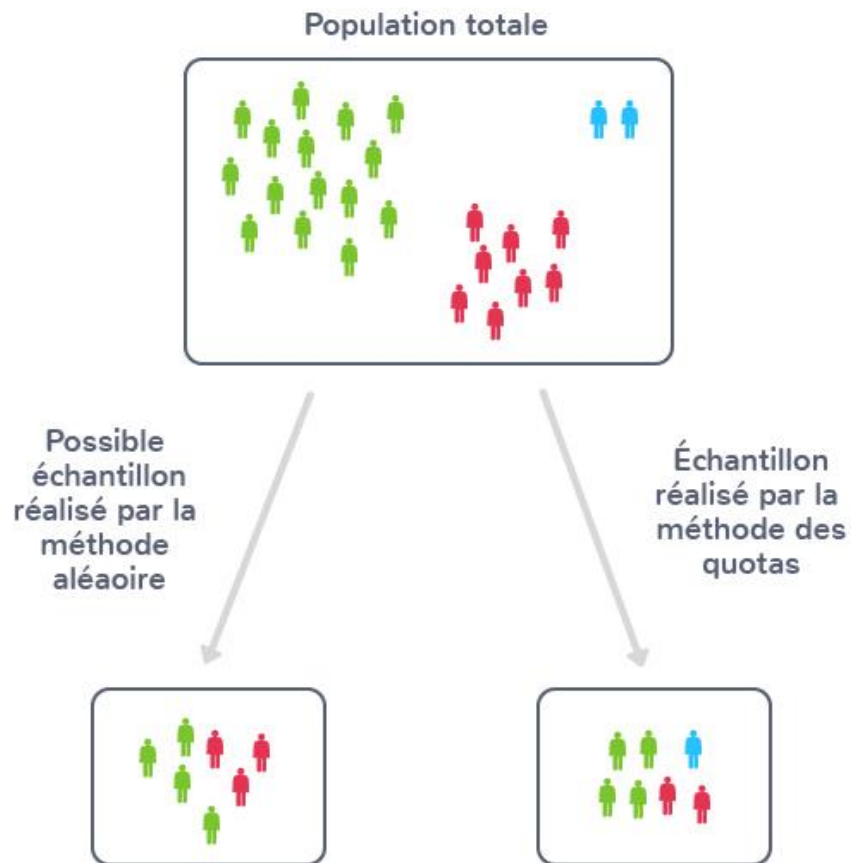 Population totale
Possible
échantillon
réalisé par la
méthode
aléaoire
Échantillon
réalisé par la
méthode des
quotas